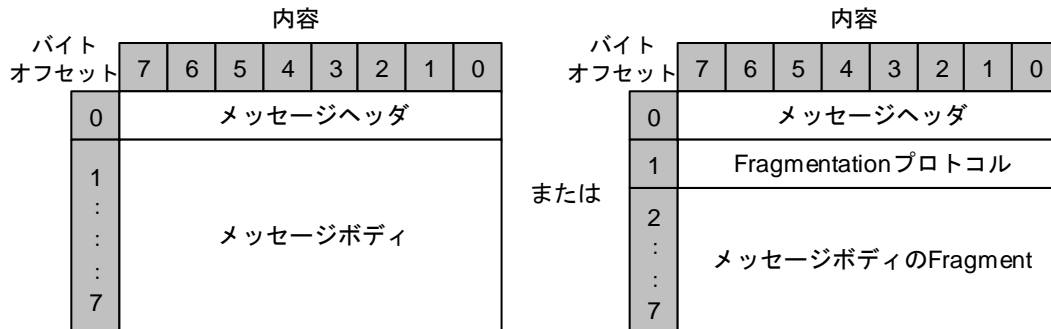 内容
バイト
オフセット
7 6 5 4 3 2 1 0
0 メッセージヘッダ
1
:
:
:
7
メッセージボディ
または
内容
バイト
オフセット
7 6 5 4 3 2 1 0
0 メッセージヘッダ
1 Fragmentationプロトコル
2
:
:
7
メッセージボディのFragment